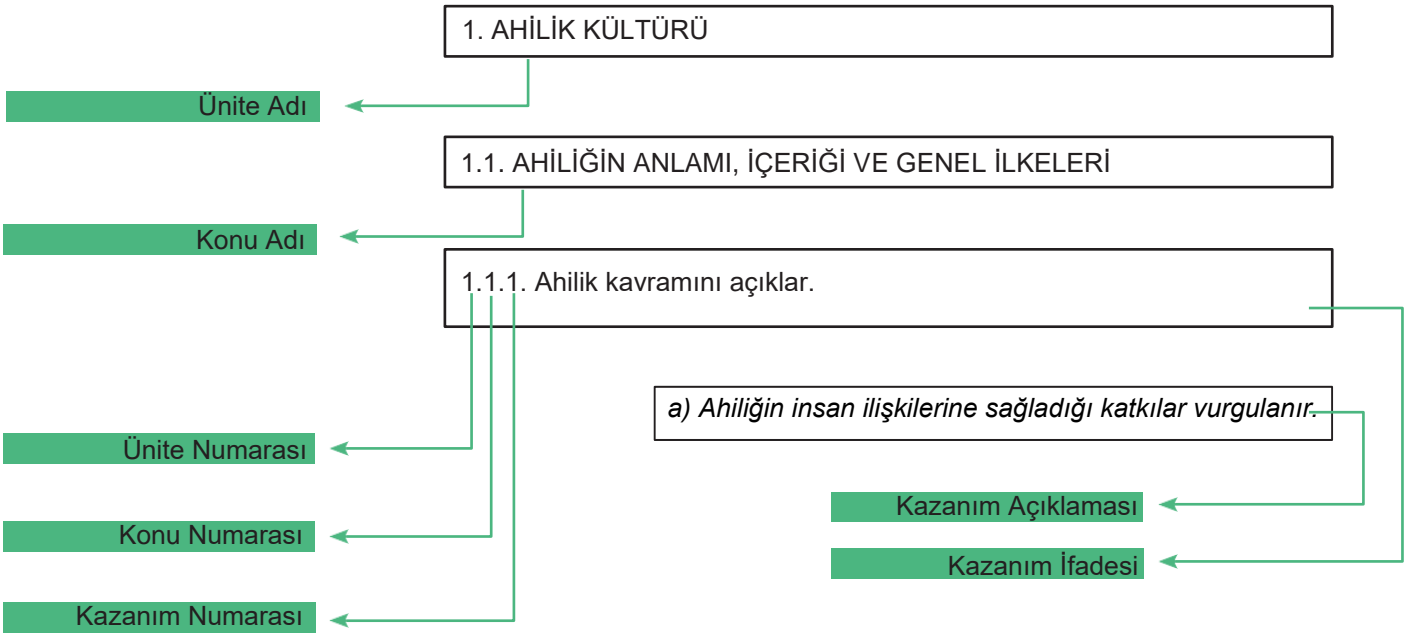 1. AHİLİK KÜLTÜRÜ
Ünite Adı
1.1. AHİLİĞİN ANLAMI, İÇERİĞİ VE GENEL İLKELERİ
Konu Adı
1.1.1. Ahilik kavramını açıklar.
a) Ahiliğin insan ilişkilerine sağladığı katkılar vurgulanır.
Ünite Numarası
Kazanım Açıklaması
Konu Numarası
Kazanım İfadesi
Kazanım Numarası